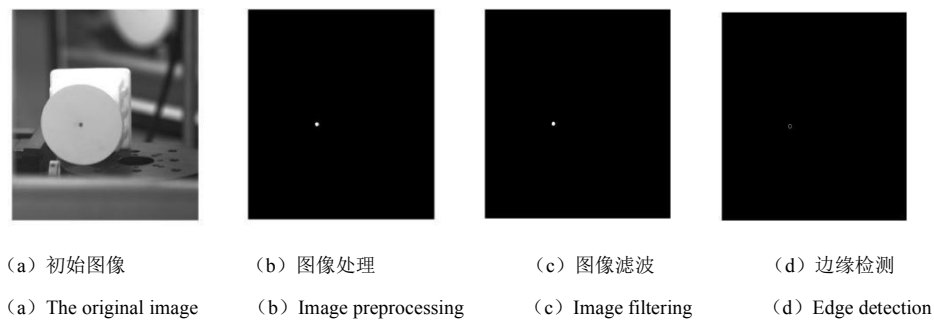 （a）初始图像 （b）图像处理 （c）图像滤波 （d）边缘检测
（a）The original image （b）Image preprocessing （c）Image filtering （d）Edge detection